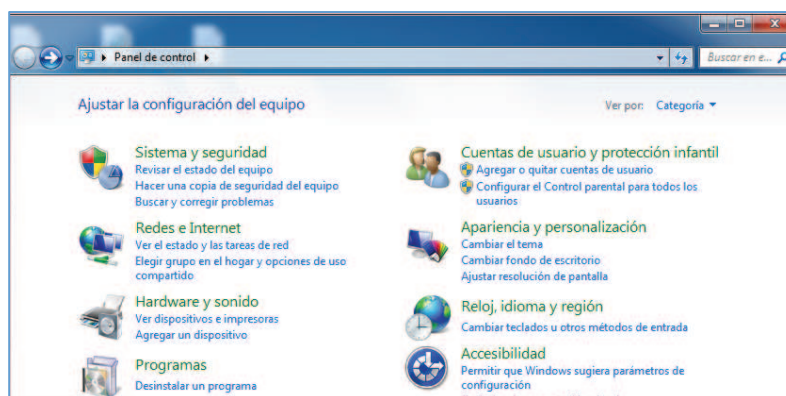 Panel de control
Buscar en e...
Ajustar la configuración del equipo
Ver por: Categoría
Sistema y seguridad
Revisar el estado del equipo
Hacer una copia de seguridad del equipo
Buscar y corregir problemas
Redes e Internet
Ver el estado y las tareas de red
Elegir grupo en el hogar y opciones de uso
compartido
Hardware y sonido
Ver dispositivos e impresoras
Agregar un dispositivo
Programas
Desinstalar un programa
Cuentas de usuario y protección infantil
Agregar o quitar cuentas de usuario
Configurar el Control parental para todos los
usuarios
Apariencia y personalización
Cambiar el tema
Cambiar fondo de escritorio
Ajustar resolución de pantalla
Reloj, idioma y región
Cambiar teclados u otros métodos de entrada
Accesibilidad
Permitir que Windows sugiera parámetros de
configuración